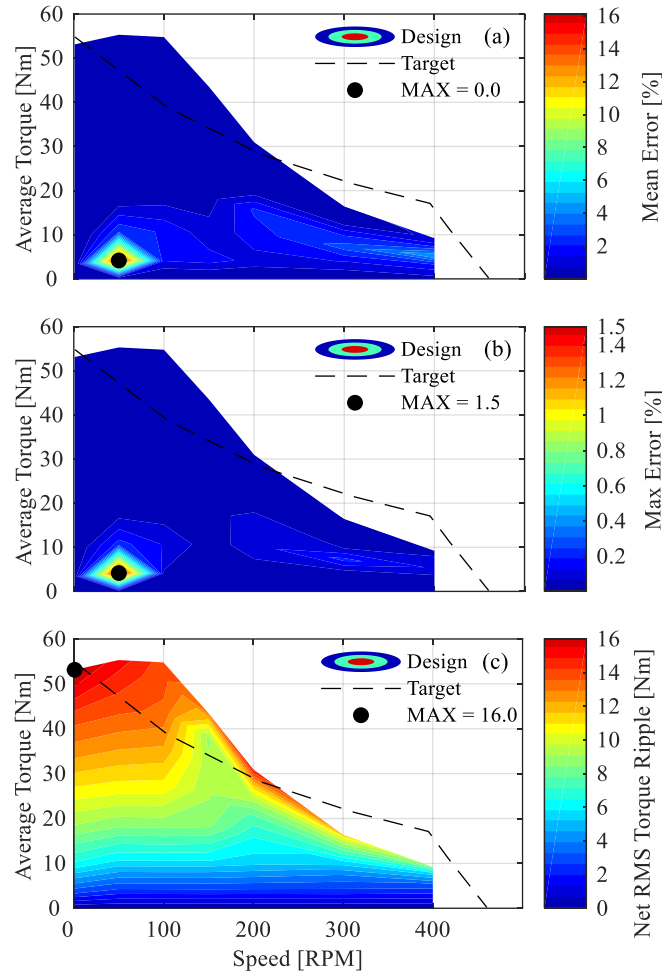 60
50
40
30
20
10
0
Average Torque [Nm]
Design
(a)
Target
MAX = 0.0
16
14
12
10
8
6
4
2
Mean Error [%]
60
50
40
30
20
10
0
Average Torque [Nm]
Design
(b)
Target
MAX = 1.5
1.5
1.4
1.2
1
0.8
0.6
0.4
0.2
Max Error [%]
60
50
40
30
20
10
0
Average Torque [Nm]
Design
(c)
Target
MAX = 16.0
0
100
200
300
400
Speed [RPM]
16
14
12
10
8
6
4
2
0
Net RMS Torque Ripple [Nm]